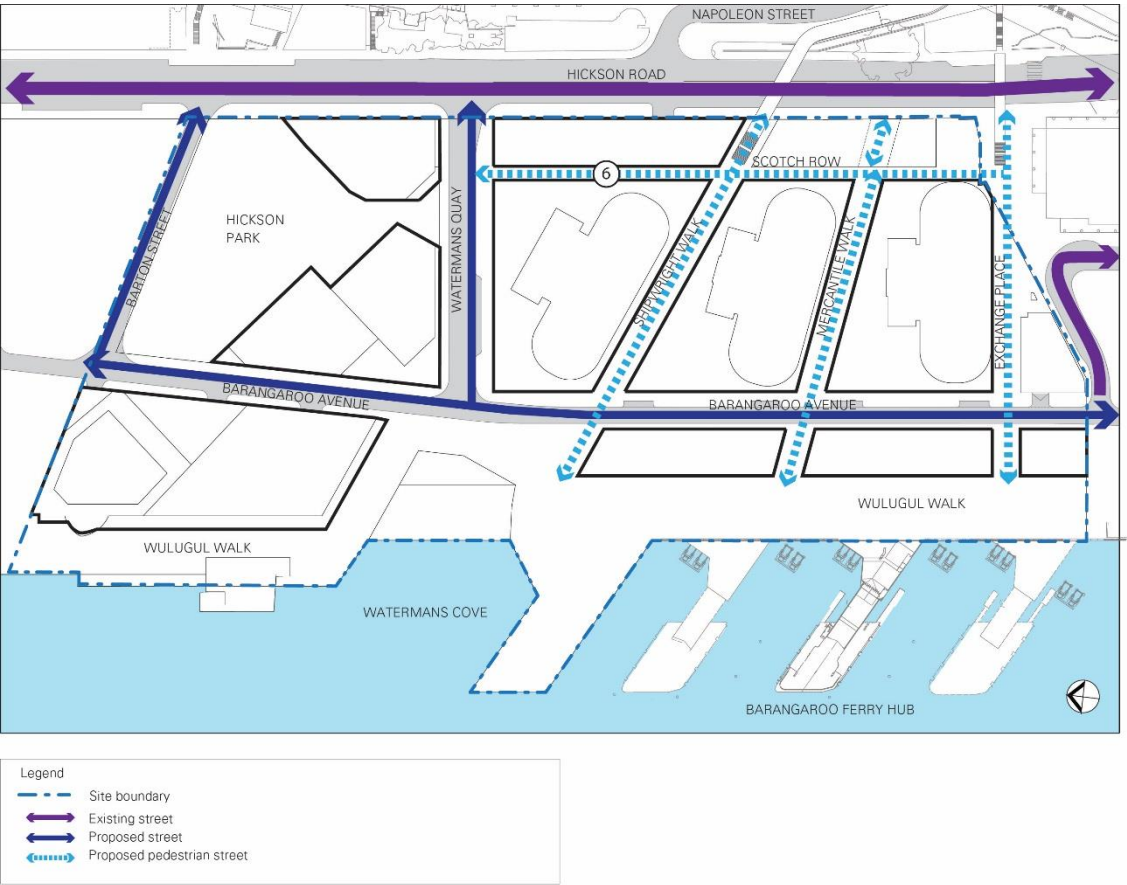 NAPOLEON STREET
HICKSON ROAD
SCOTCH ROW
6
HICKSON
PARK
BARTON STREET
WATERMANS QUAY
SHIPWRIGHT WALK
MERCANTILE WALK
EXCHANGE PLACE
BARANGAROO AVENUE
BARANGAROO AVENUE
WULUGUL WALK
WULUGUL WALK
WATERMANS COVE
BARANGAROO FERRY HUB
Legend
Site boundary
Existing street
Proposed street
Proposed pedestrian street